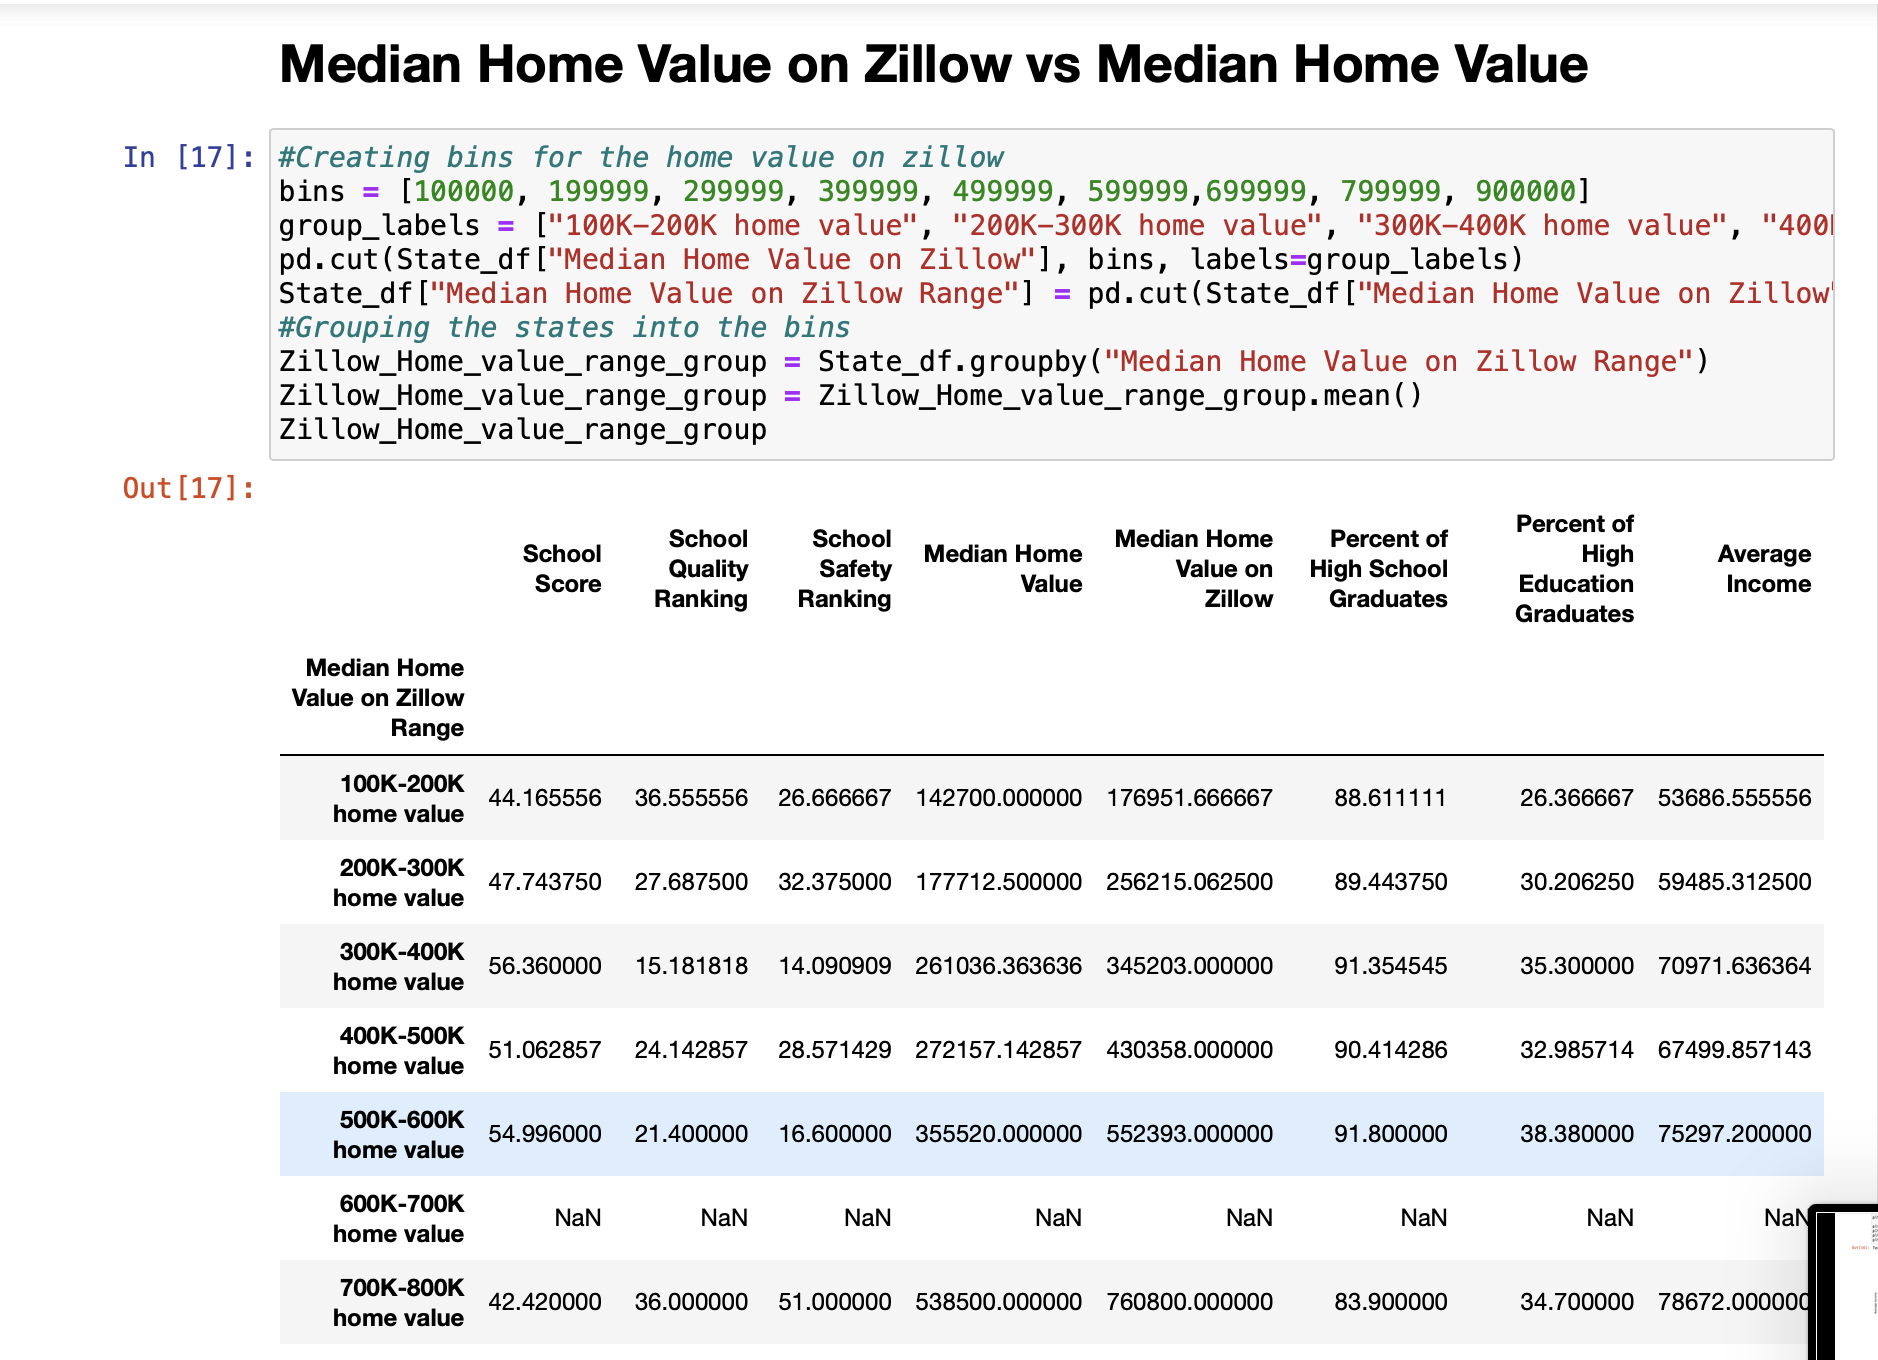 Median Home Value on Zillow vs Median Home Value
In [17]:
#Creating bins for the home value on zillow
bins = [100000, 199999, 299999, 399999, 499999, 599999,699999, 799999, 900000]
group_labels = ["100K-200K home value", "200K-300K home value", "300K-400K home value", "400
pd.cut(State_df["Median Home Value on Zillow"], bins, labels=group_labels)
State_df["Median Home Value on Zillow Range"] = pd.cut(State_df["Median Home Value on Zillow"
#Grouping the states into the bins
Zillow_Home_value_range_group = State_df.groupby("Median Home Value on Zillow Range")
Zillow_Home_value_range_group = Zillow_Home_value_range_group.mean()
Zillow_Home_value_range_group
Out[17]:
School Score School Quality Ranking School Safety Ranking Median Home Value Median Home Value on Zillow Percent of High School Graduates Percent of High Education Graduates Average Income
Median Home Value on Zillow Range
100K-200K home value 44.165556 36.555556 26.666667 142700.000000 176951.666667 88.611111 26.366667 53686.555556
200K-300K home value 47.743750 27.687500 32.375000 177712.500000 256215.062500 89.443750 30.206250 59485.312500
300K-400K home value 56.360000 15.181818 14.090909 261036.363636 345203.000000 91.354545 35.300000 70971.636364
400K-500K home value 51.062857 24.142857 28.571429 272157.142857 430358.000000 90.414286 32.985714 67499.857143
500K-600K home value 54.996000 21.400000 16.600000 355520.000000 552393.000000 91.800000 38.380000 75297.200000
600K-700K home value NaN NaN NaN NaN NaN NaN NaN NaN
700K-800K home value 42.420000 36.000000 51.000000 538500.000000 760800.000000 83.900000 34.700000 78672.000000